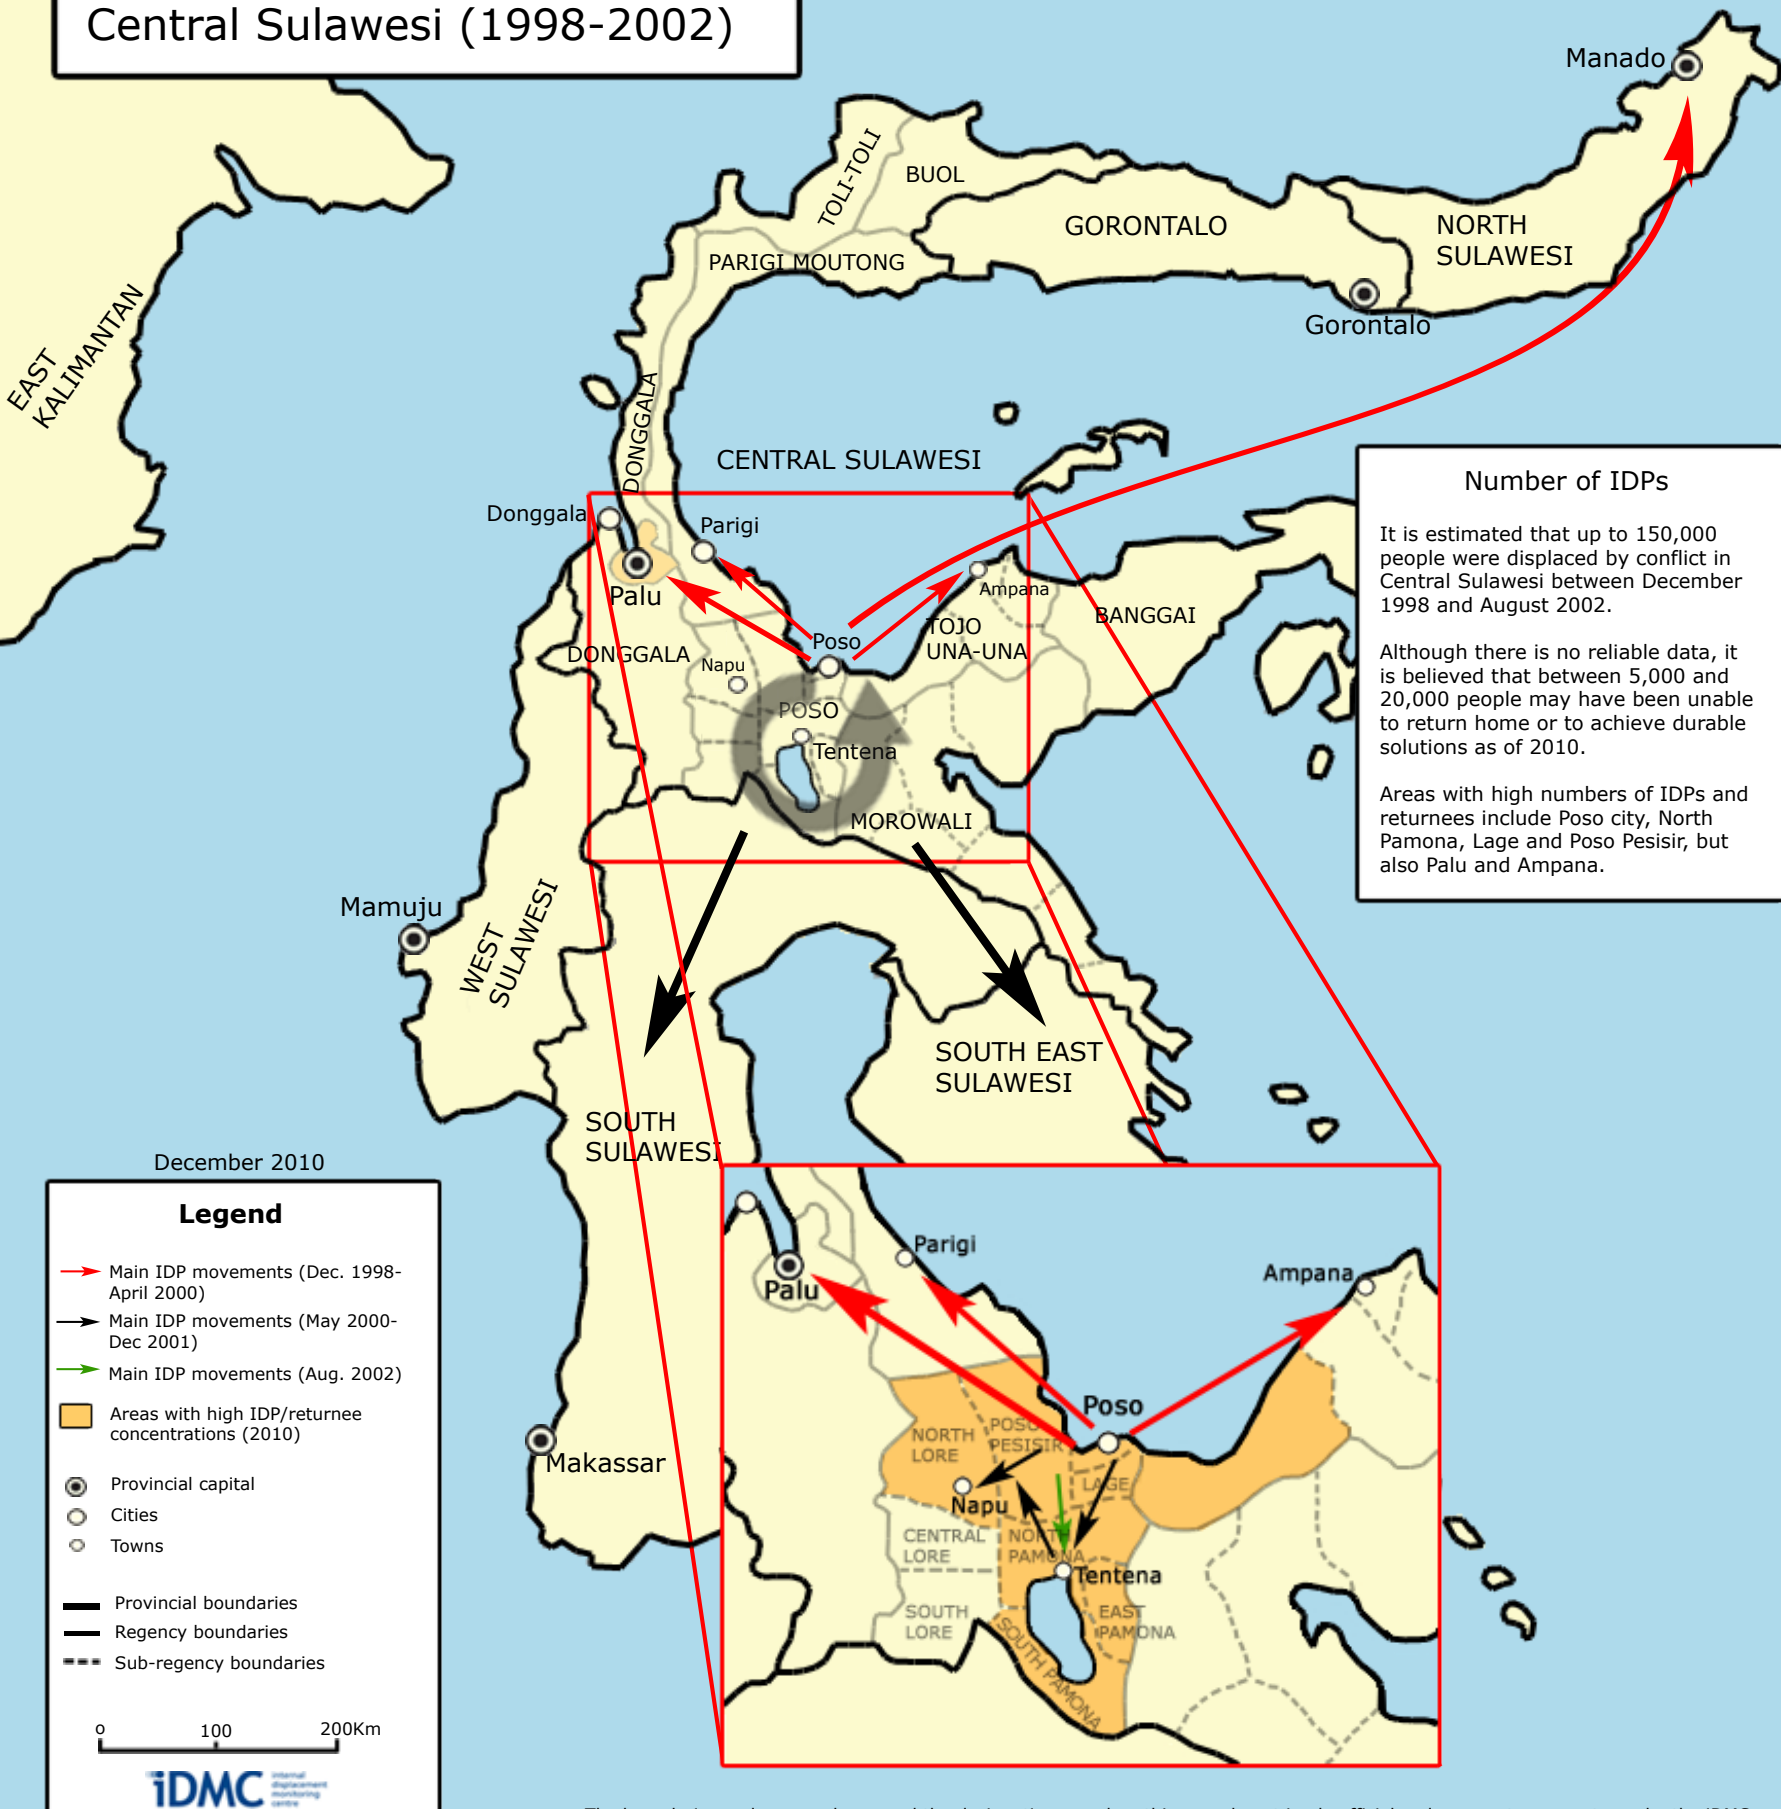 Central Sulawesi (1998-2002)
Manado
TOLI-TOLI
BUOL
GORONTALO
NORTH
SULAWESI
PARIGI MOUTONG
Gorontalo
EAST
KALIMANTAN
DONGGALA
CENTRAL SULAWESI
Donggala
Parigi
Palu
Ampana
BANGGAI
TOJO
UNA-UNA
Poso
DONGGALA
Napu
POSO
Tentena
MOROWALI
Number of IDPs
It is estimated that up to 150,000
people were displaced by conflict in
Central Sulawesi between December
1998 and August 2002.
Although there is no reliable data, it
is believed that between 5,000 and
20,000 people may have been unable
to return home or to achieve durable
solutions as of 2010.
Areas with high numbers of IDPs and
returnees include Poso city, North
Pamona, Lage and Poso Pesisir, but
also Palu and Ampana.
Mamuju
WEST
SULAWESI
SOUTH EAST
SULAWESI
SOUTH
SULAWESI
Makassar
December 2010
Legend
Main IDP movements (Dec. 1998-
April 2000)
Main IDP movements (May 2000-
Dec 2001)
Main IDP movements (Aug. 2002)
Areas with high IDP/returnee
concentrations (2010)
Provincial capital
Cities
Towns
Provincial boundaries
Regency boundaries
Sub-regency boundaries
0 100 200Km
iDMC
internal
displacement
monitoring
centre
Parigi
Ampana
Palu
Poso
NORTH
LORE
POSO
PESISIR
LAGE
Napu
CENTRAL
LORE
NORTH
PAMONA
Tentena
SOUTH
LORE
EAST
PAMONA
SOUTH PAMONA